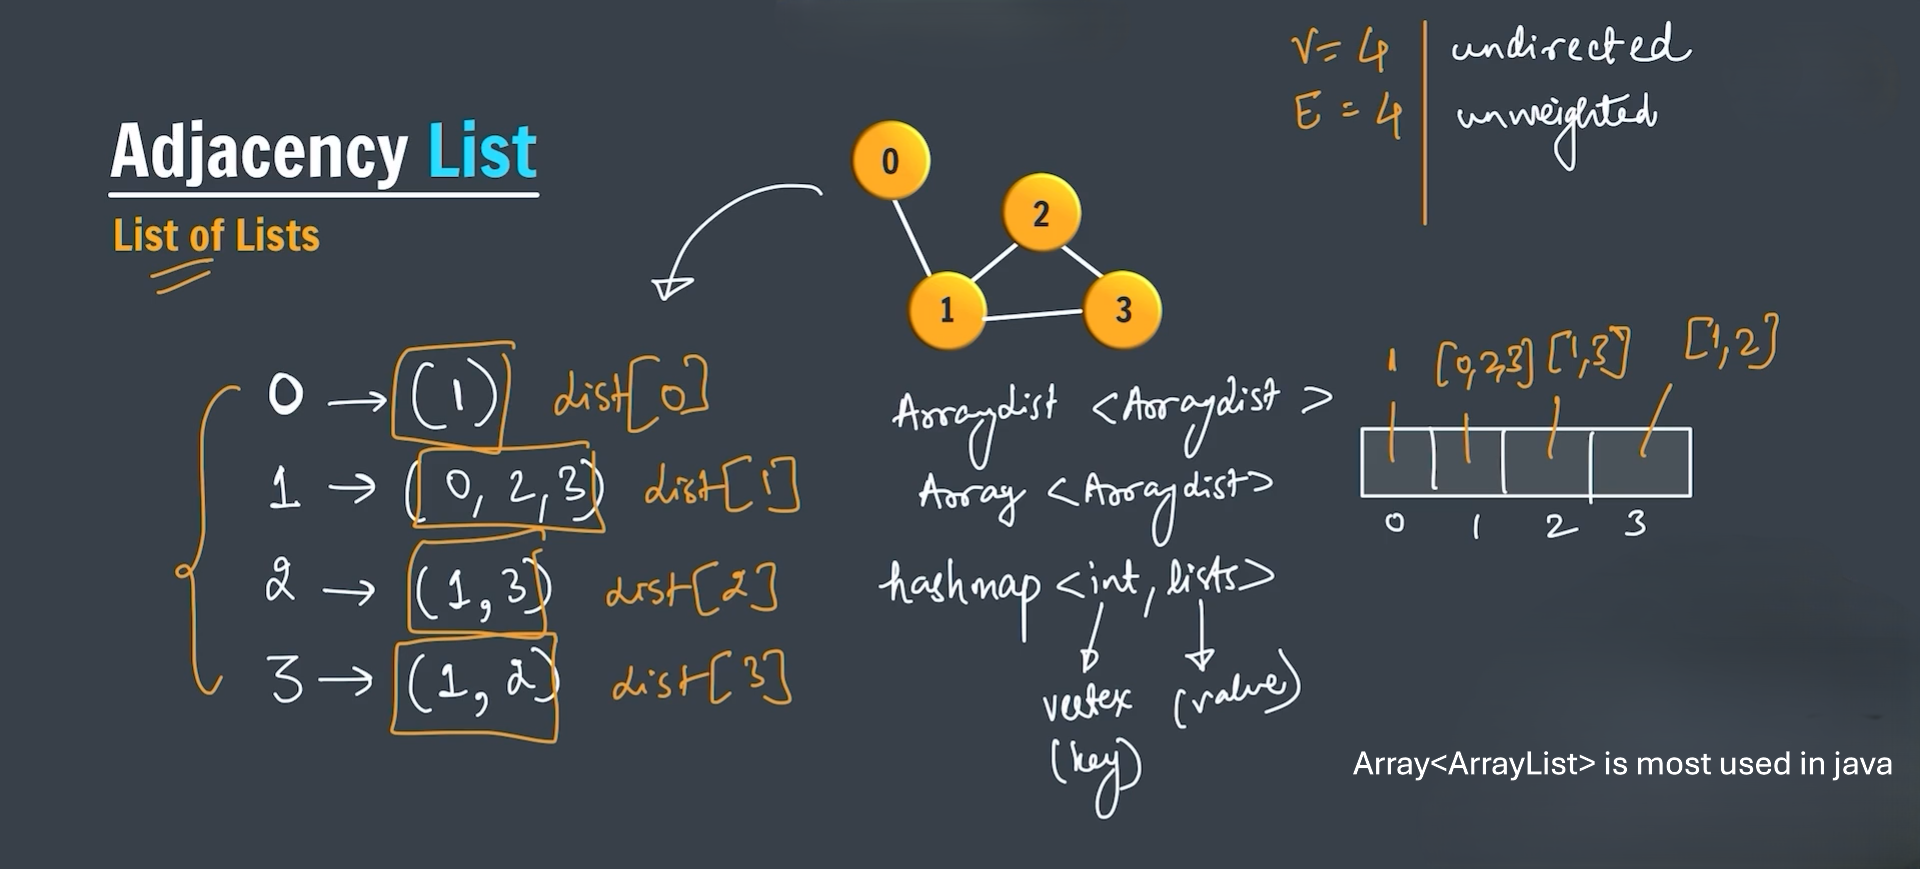 V = 4 | undirected
E = 4 | unweighted
Adjacency List
List of Lists
0
2
1
3
0 → (1) list[0]
1 → (0, 2, 3) list[1]
2 → (1, 3) list[2]
3 → (1, 2) list[3]
Arraylist <Arraylist>
Array <Arraylist>
hashmap <int, lists>
vertex (value)
(key)
1 [0,2,3] [1,3] [1,2]
0 1 2 3
Array<ArrayList> is most used in java